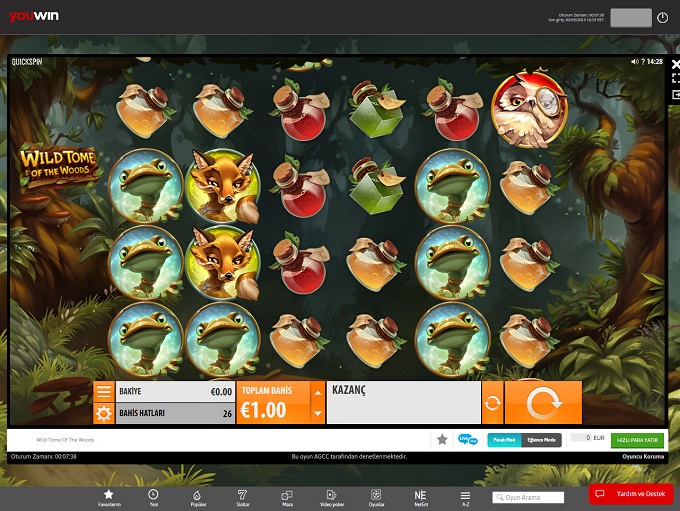 youwin
Oturum Zamanı: 00:07:38
QUICKSPIN
? 14:28
WILD TOME
OF THE WOODS
BAKİYE €0.00
BAHİS HATLARI 26
TOPLAM BAHİS
€1.00
KAZANÇ
Wild Tome Of The Woods
Live
Parak Mod
Eğlence Modu
0 EUR
HIZLI PARA YATIR
Oturum Zamanı: 00:07:38
Bu oyun AGCC tarafından denetlenmektedir.
Oyuncu Koruma
Favorilerim
Yeni
Popüler
Slotlar
Masa
Video poker
Oyunlar
NetEnt
A-Z
Oyun Arama
Yardım ve Destek